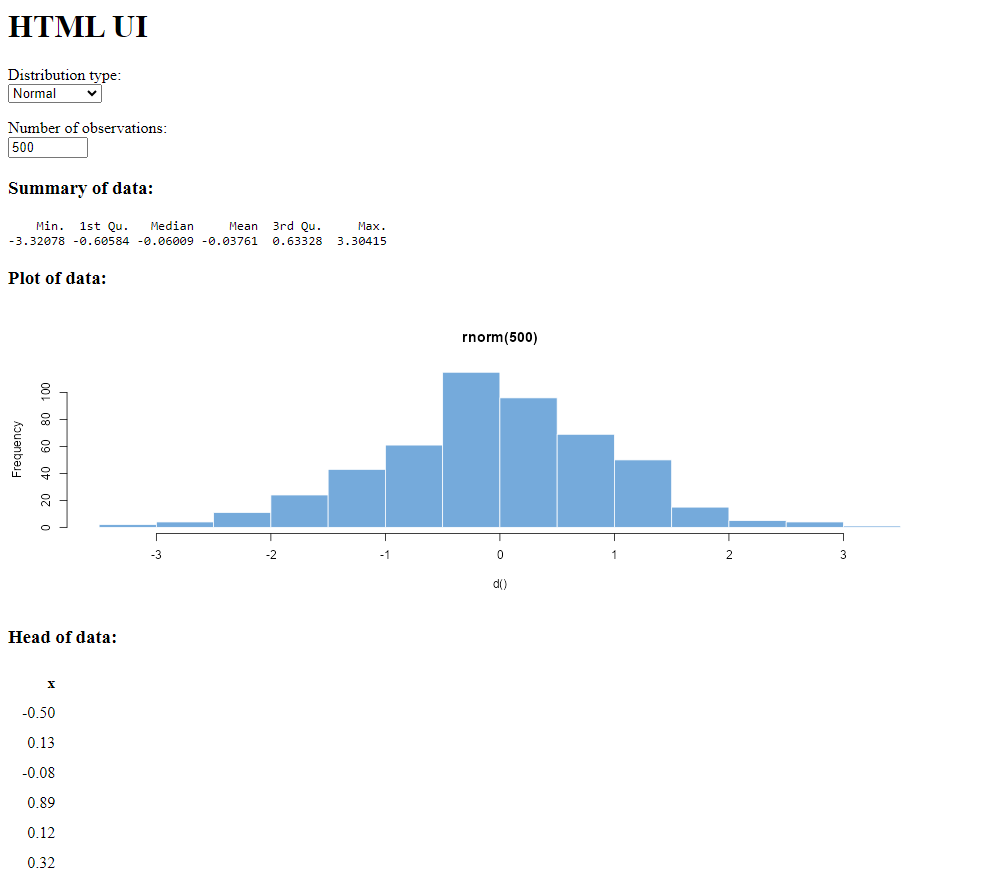 HTML UI
Distribution type:
Normal
Number of observations:
500
Summary of data:
Min. 1st Qu. Median Mean 3rd Qu. Max.
-3.32078 -0.60584 -0.06009 -0.03761 0.63328 3.30415
Plot of data:
rnorm(500)
Frequency
100
80
60
40
20
0
-3 -2 -1 0 1 2 3
d()
Head of data:
x
-0.50
0.13
-0.08
0.89
0.12
0.32